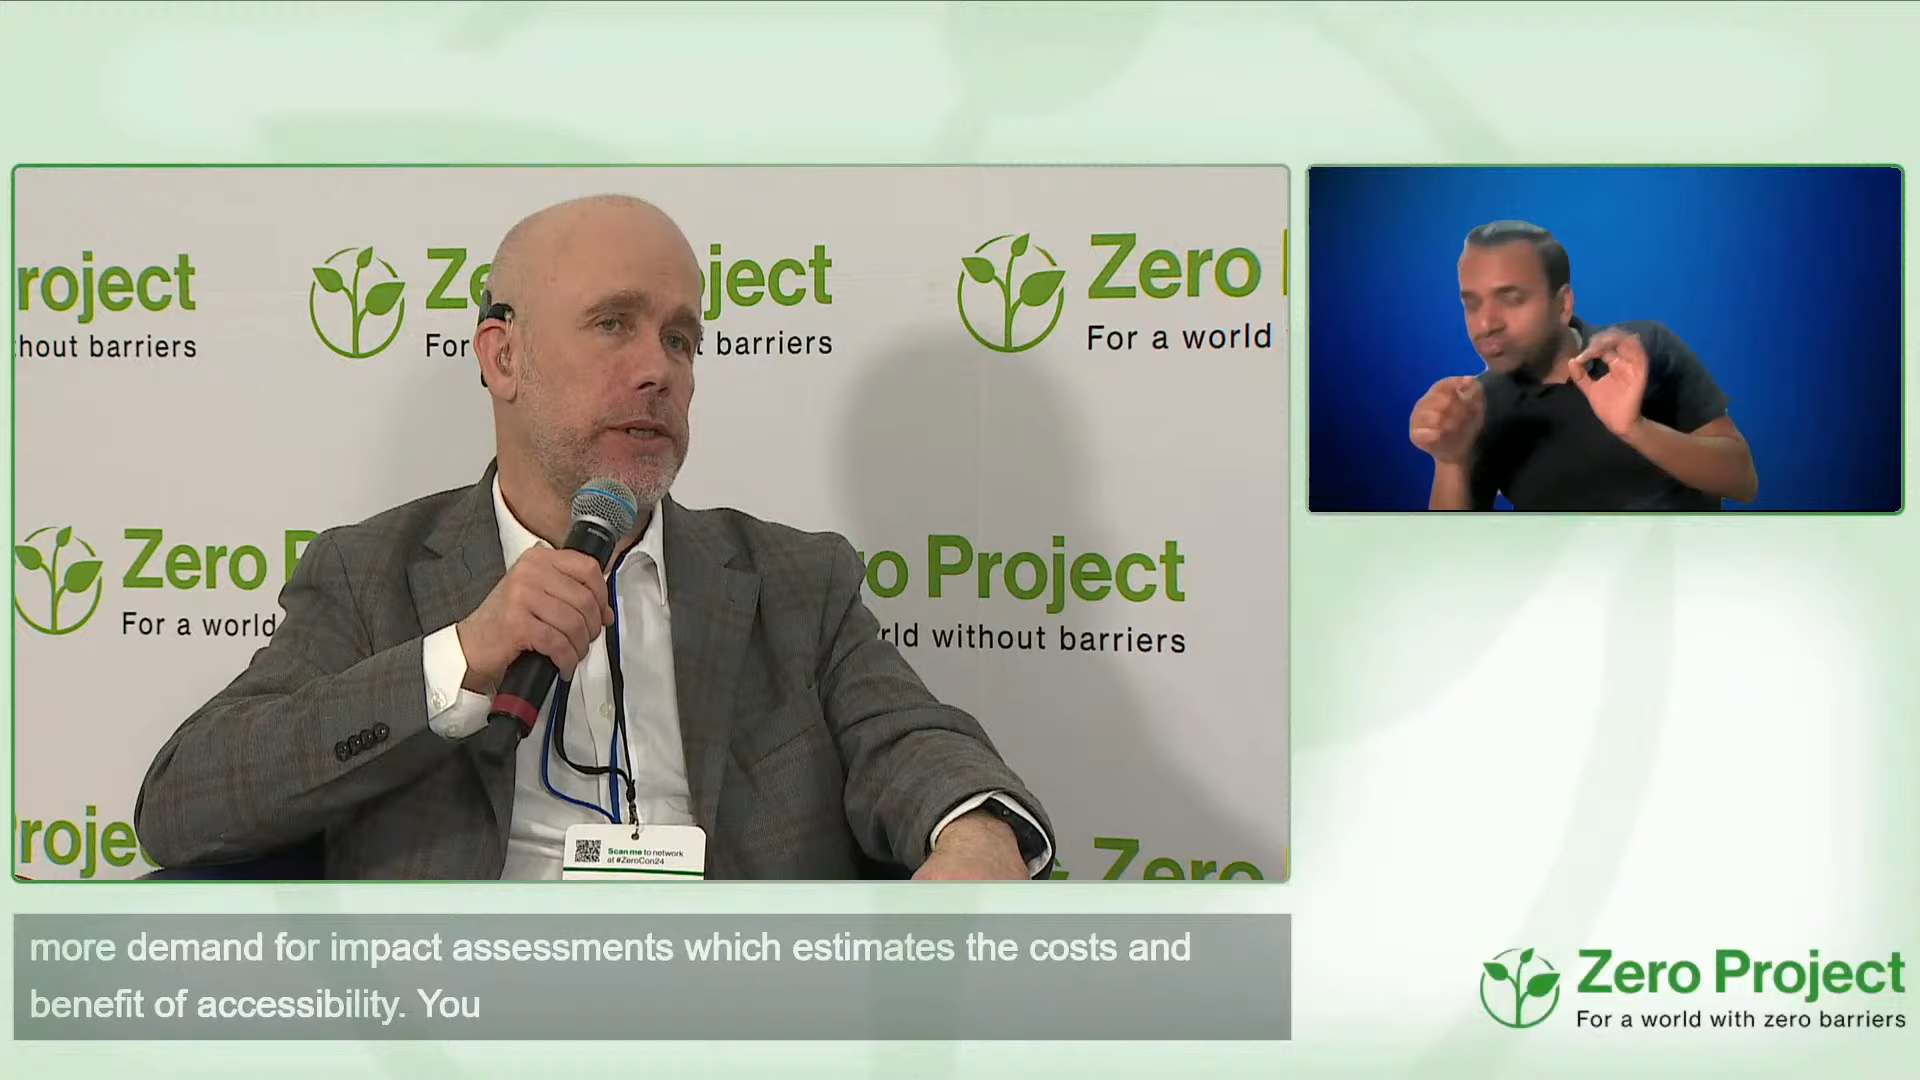 roject
hout barriers
Ze
ject
For
t barriers
Zero
For a world
Zero P
For a world
o Project
rld without barriers
roje
Zero
Scan me to network
at #ZeroCon24
more demand for impact assessments which estimates the costs and
benefit of accessibility. You
Zero Project
For a world with zero barriers